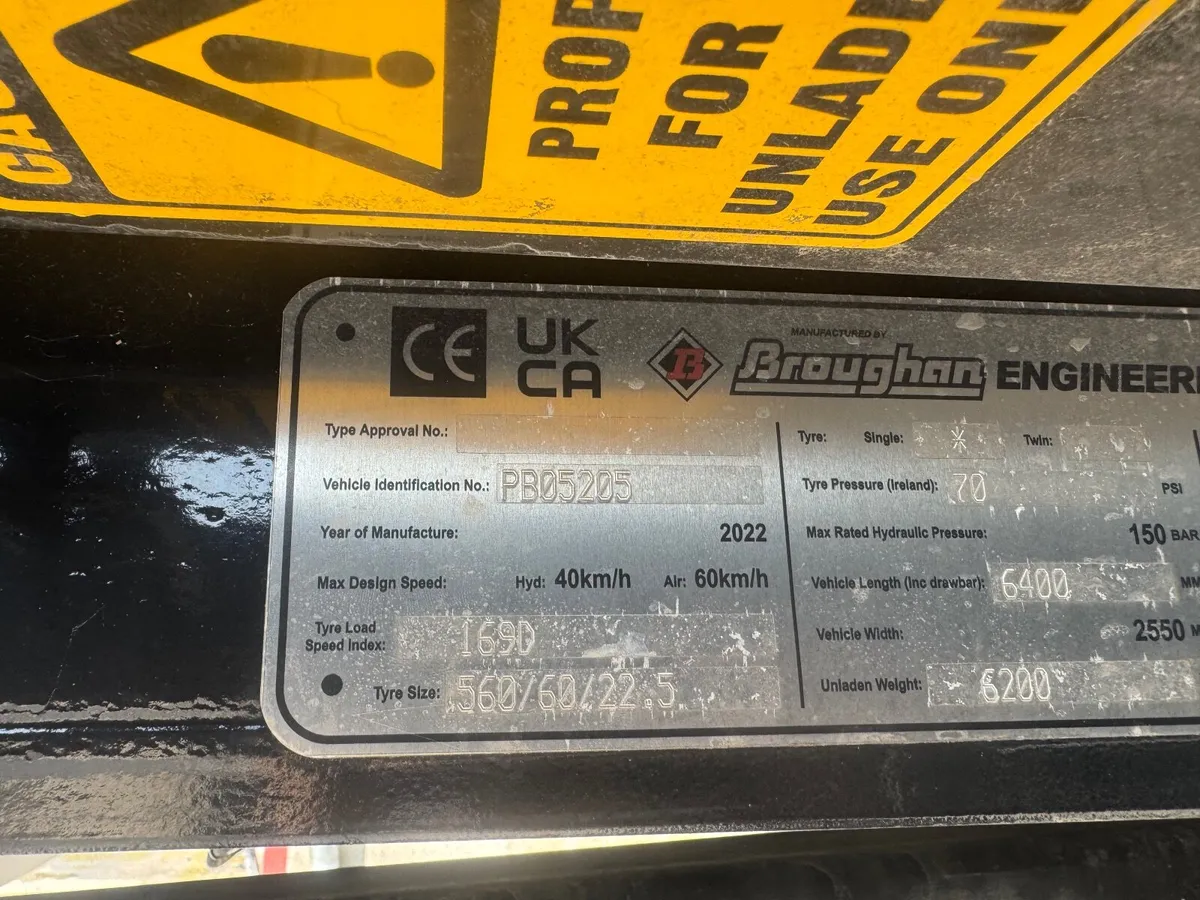 CAU
PROP
FOR
UNLADE
USE ONL
CE
UK
CA
B
MANUFACTURED BY
Broughan ENGINEERI
Type Approval No.:
Vehicle Identification No.: PB05205
Year of Manufacture: 2022
Max Design Speed: Hyd: 40km/h Air: 60km/h
Tyre Load
Speed Index: 169D
Tyre Size: 560/60/22.5
Tyre: Single: * Twin:
Tyre Pressure (Ireland): 70 PSI
Max Rated Hydraulic Pressure: 150 BAR
Vehicle Length (inc drawbar): 6400 MM
Vehicle Width: 2550 M
Unladen Weight: 6200